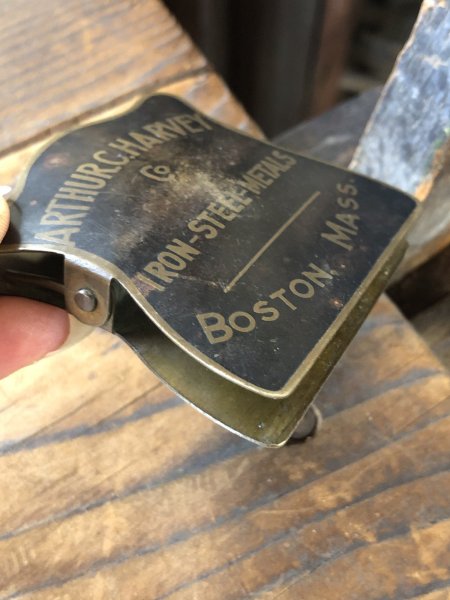 ARTHUR C. HARVEY
Co
IRON-STEEL-METALS
BOSTON, MASS.